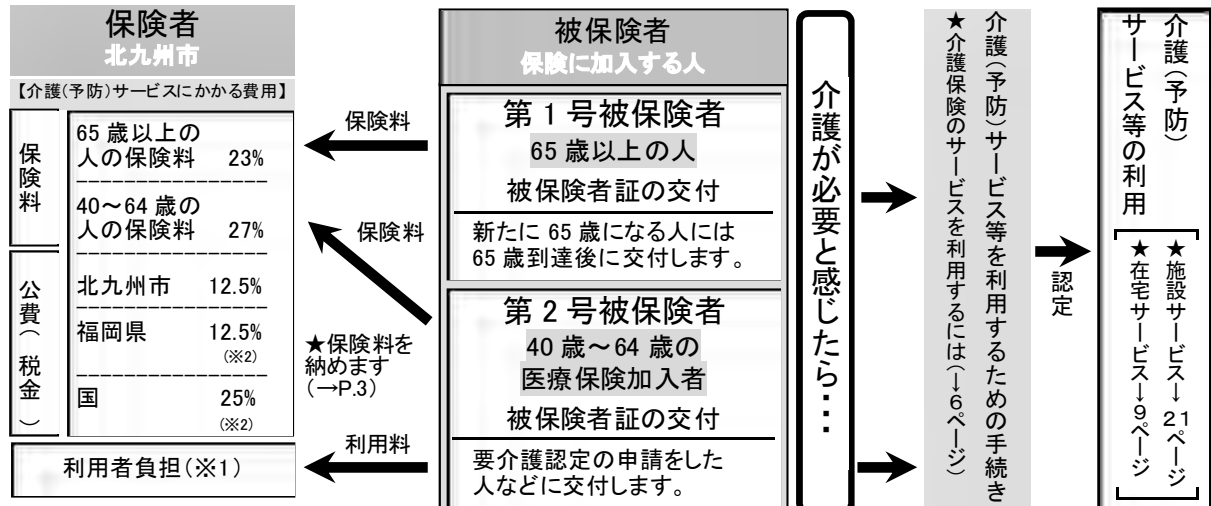 保険者
北九州市
【介護(予防)サービスにかかる費用】
保険料
65 歳以上の
人の保険料 23%
40～64 歳の
人の保険料 27%
公費(税金)
北九州市 12.5%
福岡県 12.5%
(※2)
国 25%
(※2)
利用者負担(※1)
保険料
保険料
★保険料を
納めます
(→P.3)
利用料
被保険者
保険に加入する人
第 1 号被保険者
65 歳以上の人
被保険者証の交付
新たに 65 歳になる人には
65 歳到達後に交付します。
第 2 号被保険者
40 歳～64 歳の
医療保険加入者
被保険者証の交付
要介護認定の申請をした
人などに交付します。
介護が必要と感じたら・・・
介護(予防)サービス等を利用するための手続き
★介護保険のサービスを利用するには(→6ページ)
認定
介護(予防)
サービス等の利用
★施設サービス→21ページ
★在宅サービス→9ページ